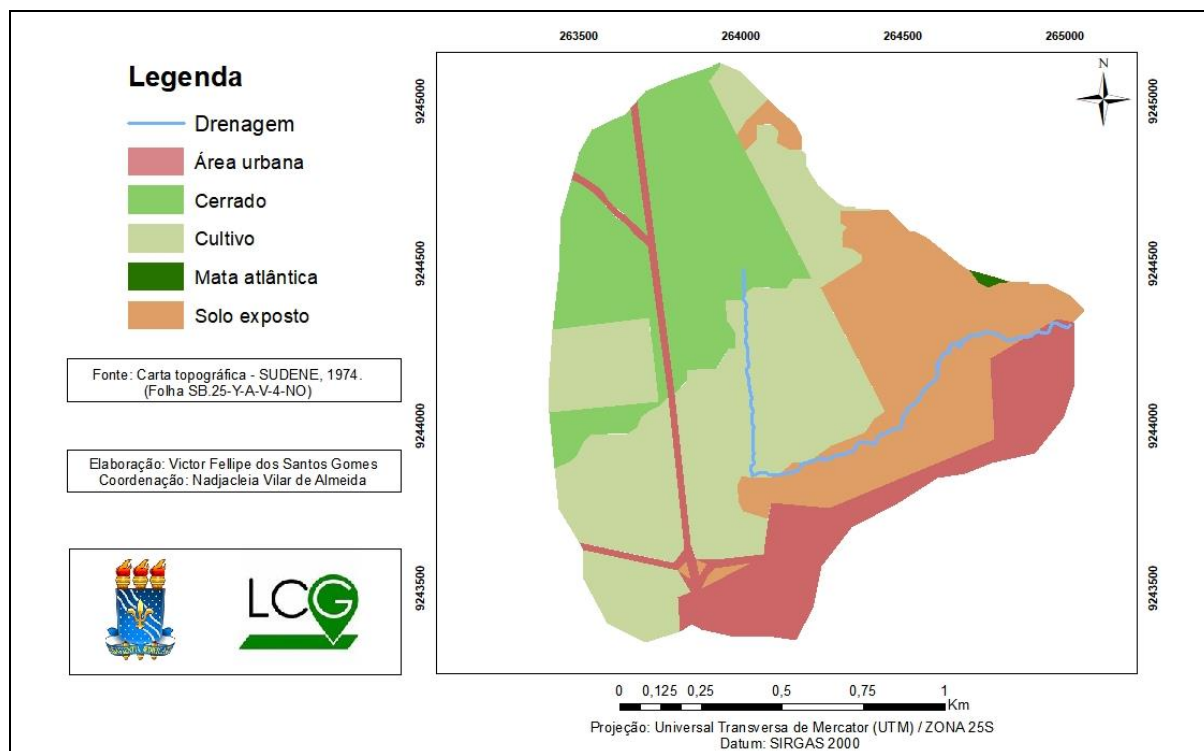 Legenda
Drenagem
Área urbana
Cerrado
Cultivo
Mata atlântica
Solo exposto
Fonte: Carta topográfica - SUDENE, 1974.
(Folha SB.25-Y-A-V-4-NO)
Elaboração: Victor Fellipe dos Santos Gomes
Coordenação: Nadjacleia Vilar de Almeida
LCG
263500 264000 264500 265000
N
9245000 9245000
9244500 9244500
9244000 9244000
9243500 9243500
0 0,125 0,25 0,5 0,75 1
Km
Projeção: Universal Transversa de Mercator (UTM) / ZONA 25S
Datum: SIRGAS 2000